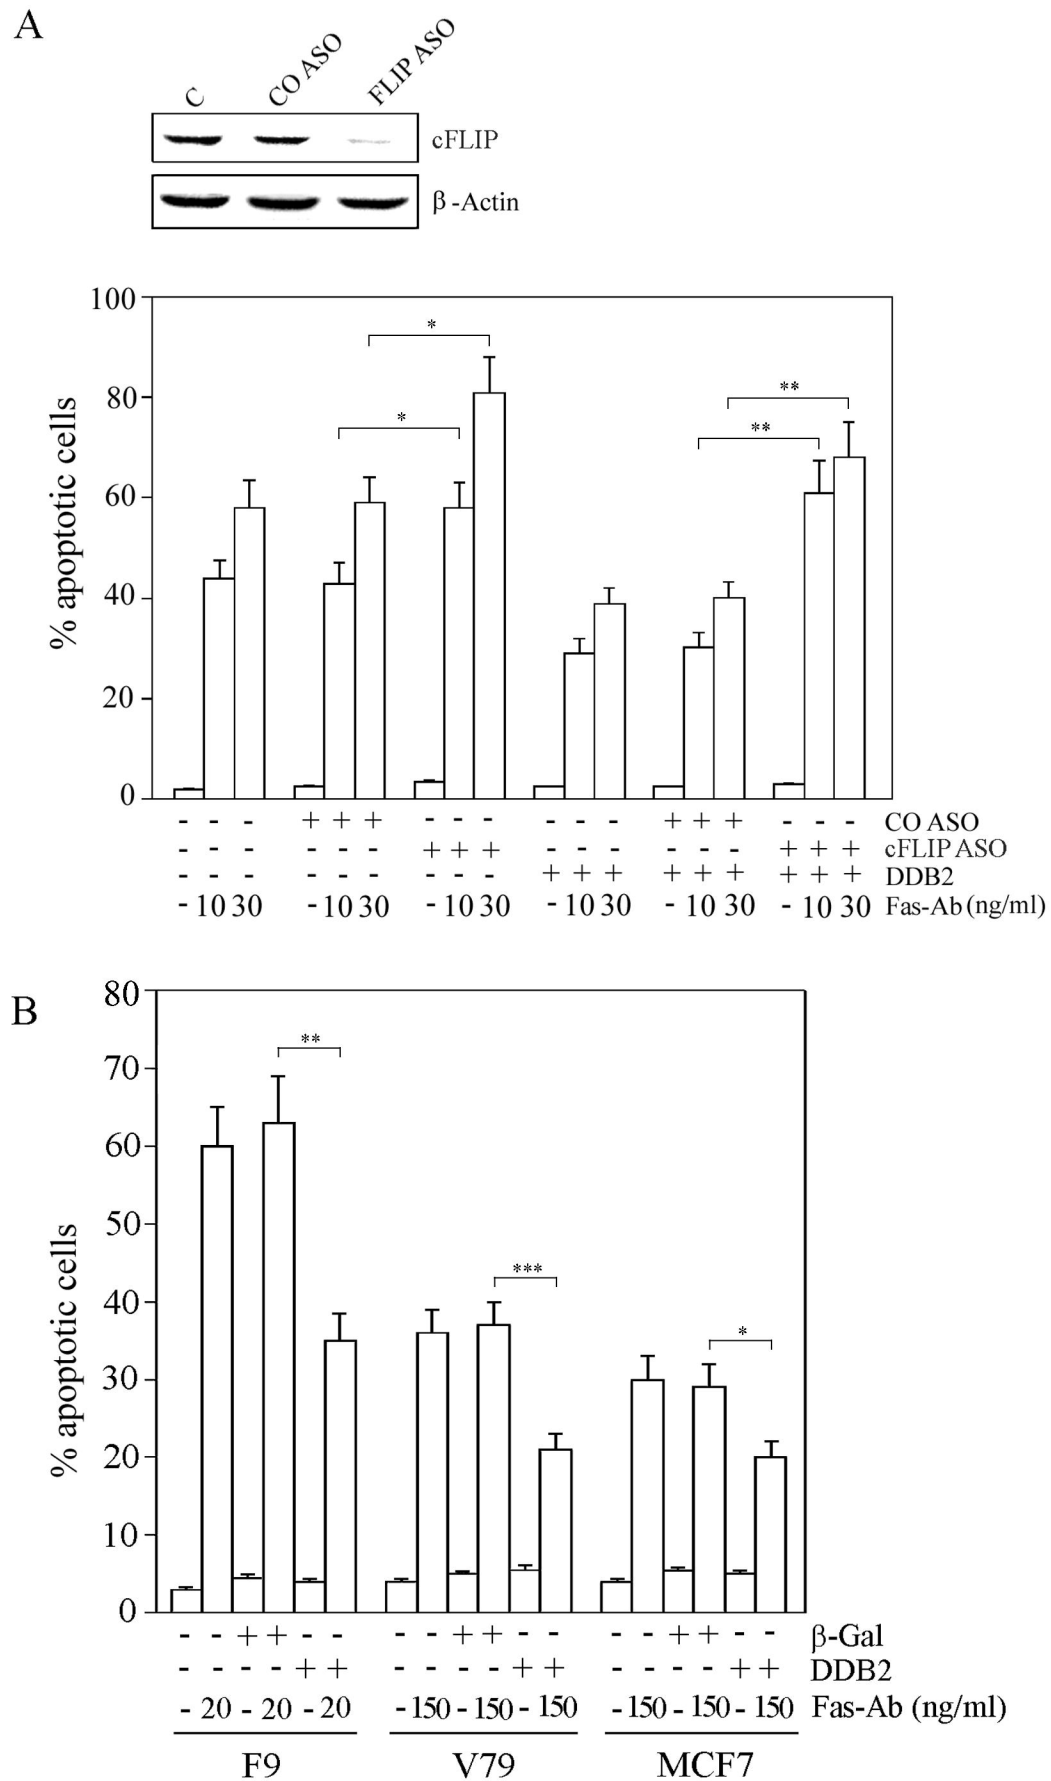 A
C CO ASO FLIP ASO
cFLIP
β-Actin
100
80
60
40
20
0
% apoptotic cells
* * ** **
- - - + + + - - - - - - + + + - - - CO ASO
- - - - - - + + + - - - - - - + + + cFLIP ASO
- - - - - - - - - + + + + + + + + + DDB2
- 10 30 - 10 30 - 10 30 - 10 30 - 10 30 - 10 30 Fas-Ab (ng/ml)
B
80
70
60
50
40
30
20
10
0
% apoptotic cells
** *** *
- - + + - - - - + + - - - - + + - - β-Gal
- - - - + + - - - - + + - - - - + + DDB2
- 20 - 20 - 20 - 150 - 150 - 150 - 150 - 150 - 150 Fas-Ab (ng/ml)
F9 V79 MCF7